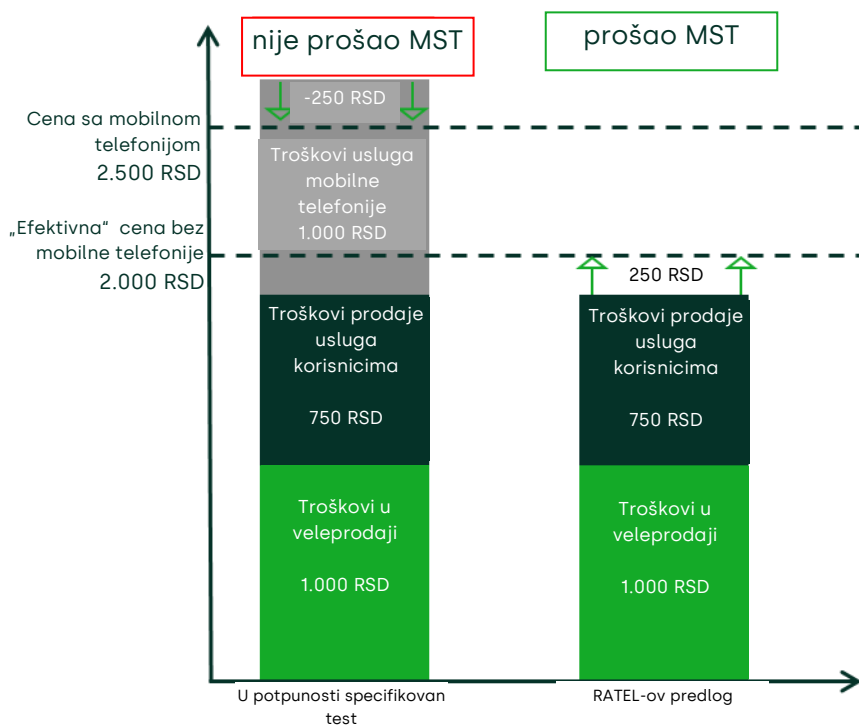 nije prošao MST
prošao MST
Cena sa mobilnom
telefonijom
2.500 RSD
„Efektivna“ cena bez
mobilne telefonije
2.000 RSD
-250 RSD
Troškovi usluga
mobilne
telefonije
1.000 RSD
Troškovi prodaje
usluga
korisnicima
750 RSD
Troškovi u
veleprodaji
1.000 RSD
250 RSD
Troškovi prodaje
usluga
korisnicima
750 RSD
Troškovi u
veleprodaji
1.000 RSD
U potpunosti specifikovan
test
RATEL-ov predlog